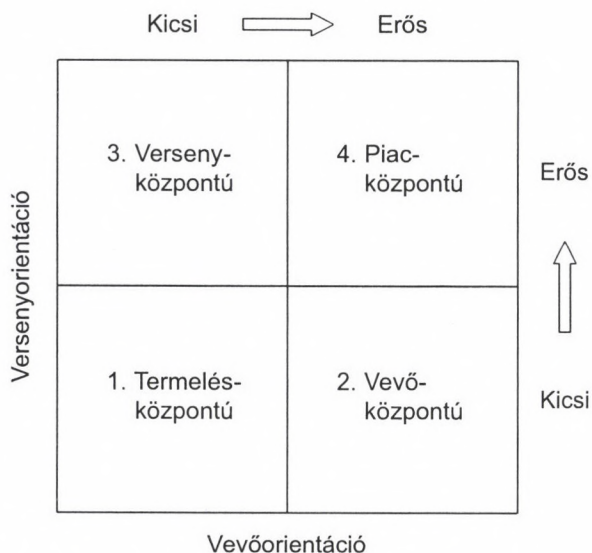 Kicsi Erős
3. Verseny-
központú
4. Piac-
központú
Erős
Versenyorientáció
1. Termelés-
központú
2. Vevő-
központú
Kicsi
Vevőorientáció